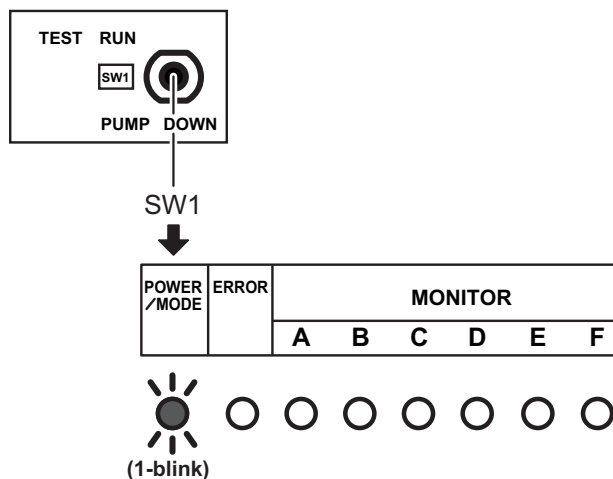 TEST RUN
SW1
PUMP DOWN
SW1
POWER
/MODE
ERROR
MONITOR
A B C D E F
(1-blink)